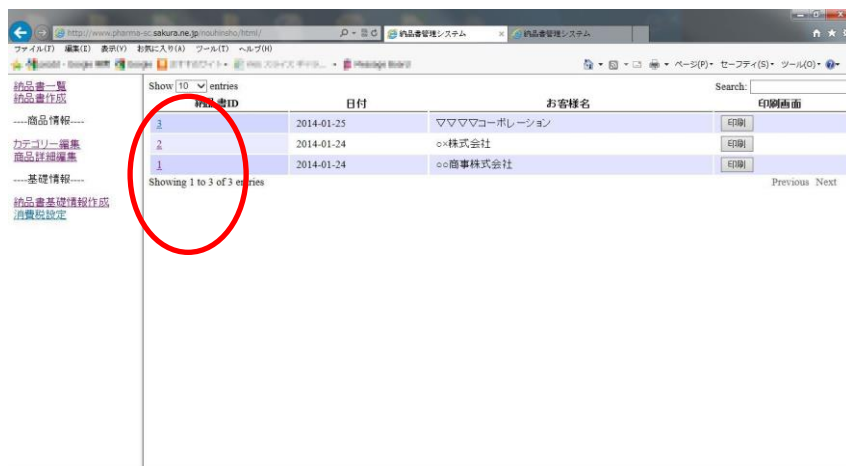 http://www.pharma-sc.sakura.ne.jp/nouhinsho/html/
納品書管理システム
納品書管理システム
ファイル(F) 編集(E) 表示(V) お気に入り(A) ツール(T) ヘルプ(H)
ページ(P) セーフティ(S) ツール(O)
納品書一覧
納品書作成
----商品情報----
カテゴリー編集
商品詳細編集
----基礎情報----
納品書基礎情報作成
消費税設定
Show 10 entries
Search:
納品書ID 日付 お客様名 印刷画面
3 2014-01-25 ▽▽▽▽コーポレーション 印刷
2 2014-01-24 ○×株式会社 印刷
1 2014-01-24 ○○商事株式会社 印刷
Showing 1 to 3 of 3 entries
Previous Next